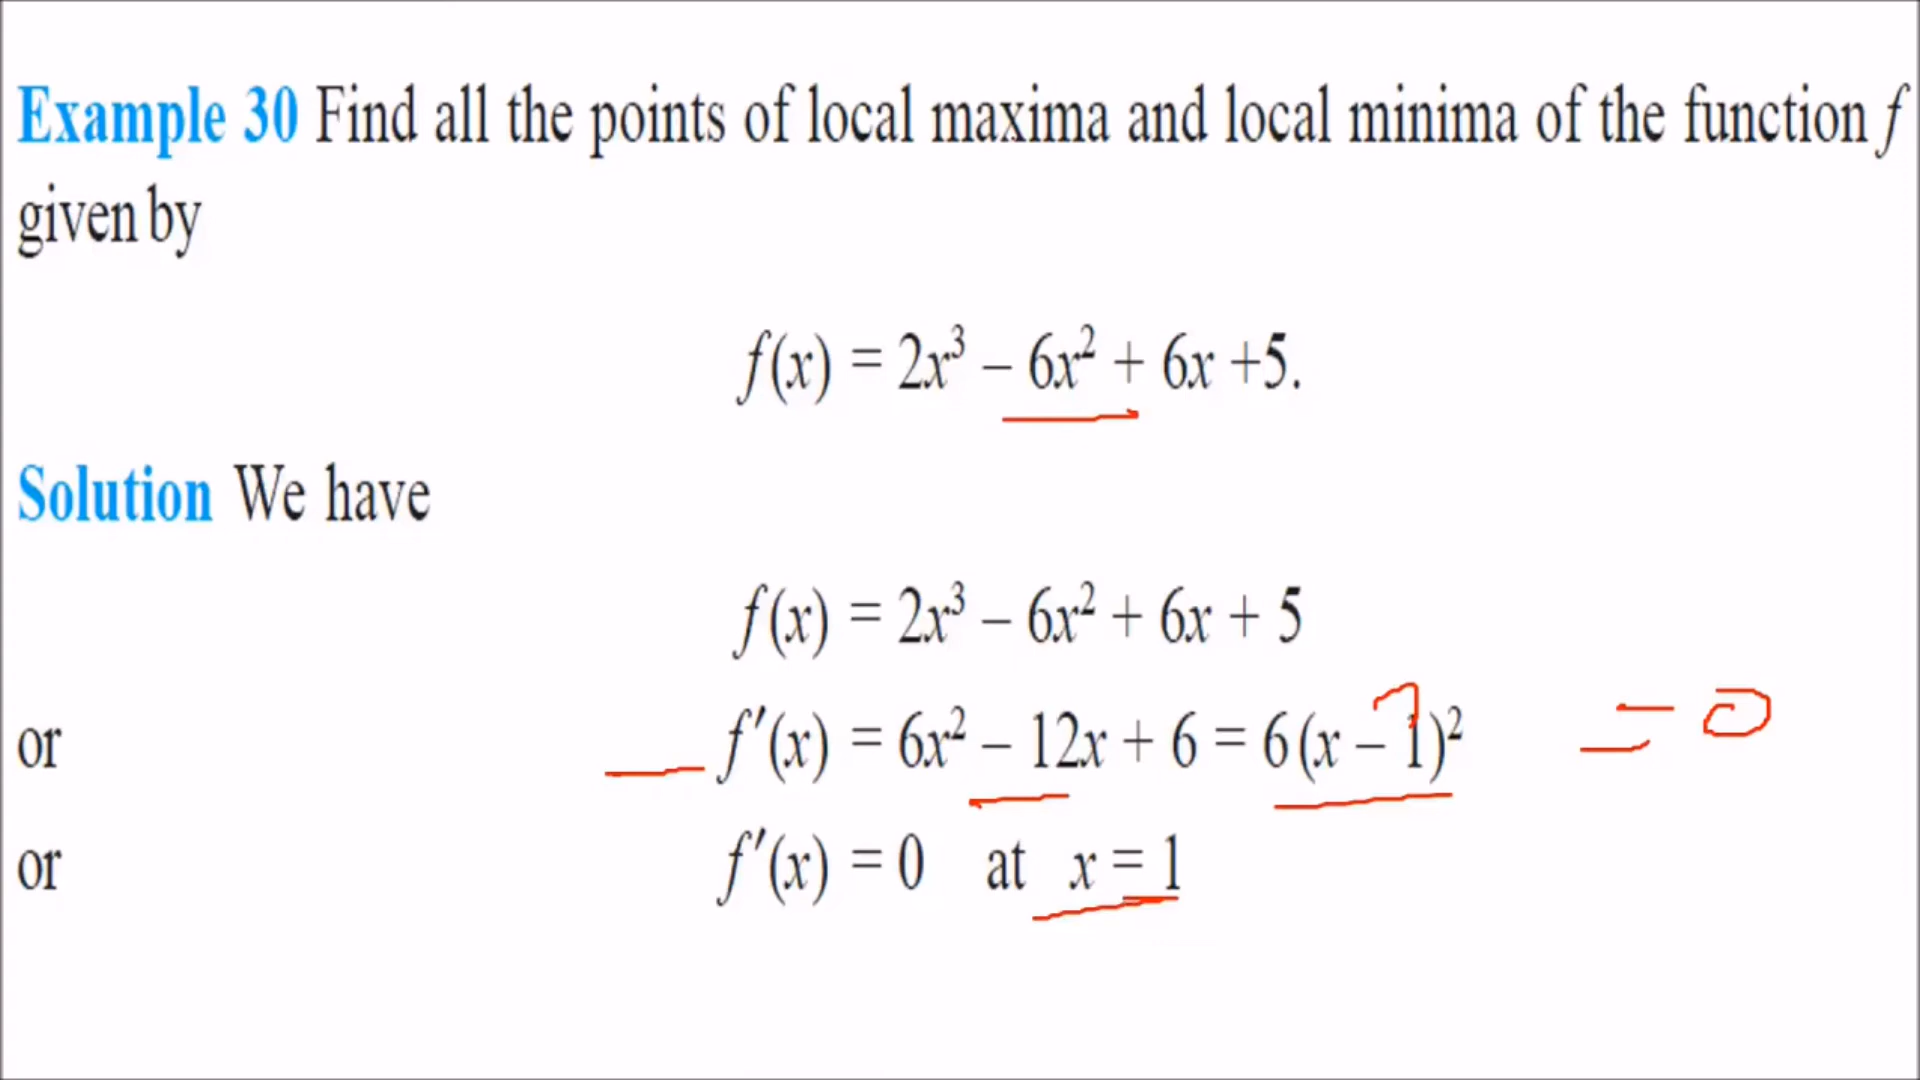 Example 30 Find all the points of local maxima and local minima of the function f
given by
f(x) = 2x³ – 6x² + 6x +5.
Solution We have
f(x) = 2x³ – 6x² + 6x + 5
or f′(x) = 6x² – 12x + 6 = 6(x – 1)² = 0
or f′(x) = 0 at x = 1